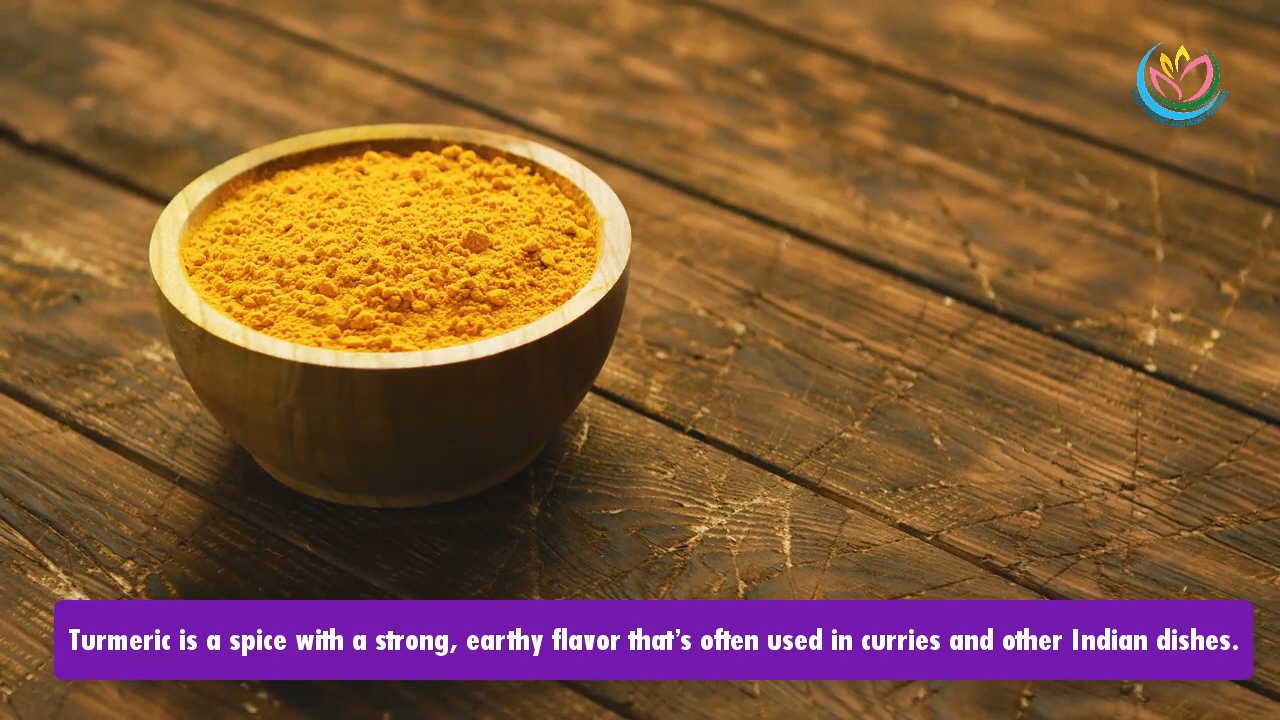 Turmeric is a spice with a strong, earthy flavor that’s often used in curries and other Indian dishes.